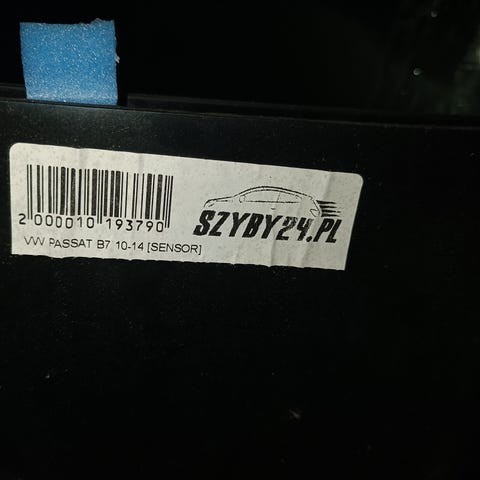 2 000010 193790
VW PASSAT B7 10-14 [SENSOR]
SZYBY24.PL